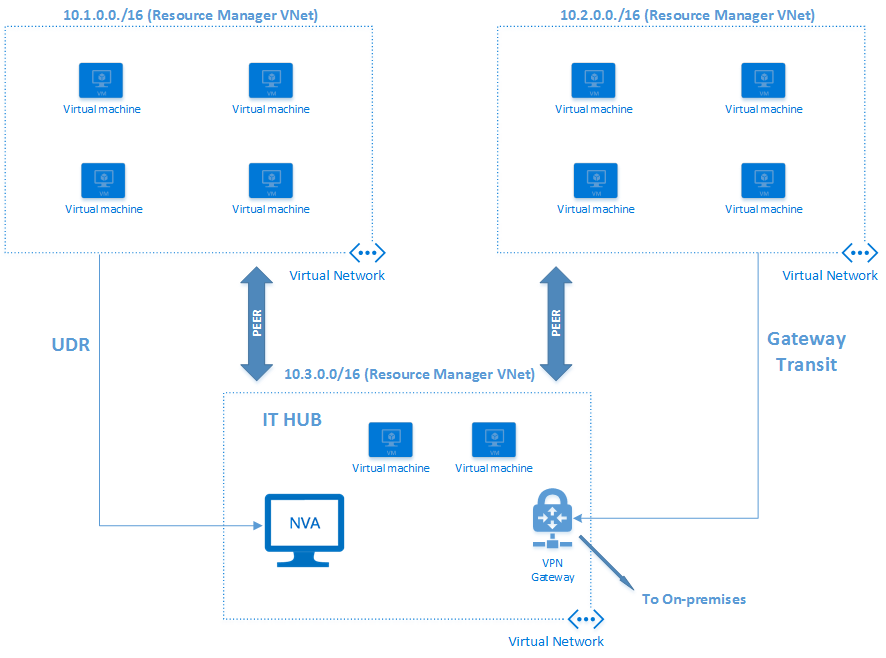 10.1.0.0./16 (Resource Manager VNet)
10.2.0.0./16 (Resource Manager VNet)
VM
Virtual machine
VM
Virtual machine
VM
Virtual machine
VM
Virtual machine
VM
Virtual machine
VM
Virtual machine
VM
Virtual machine
VM
Virtual machine
Virtual Network
Virtual Network
PEER
PEER
UDR
Gateway
Transit
10.3.0.0/16 (Resource Manager VNet)
IT HUB
VM
Virtual machine
VM
Virtual machine
NVA
VPN
Gateway
To On-premises
Virtual Network